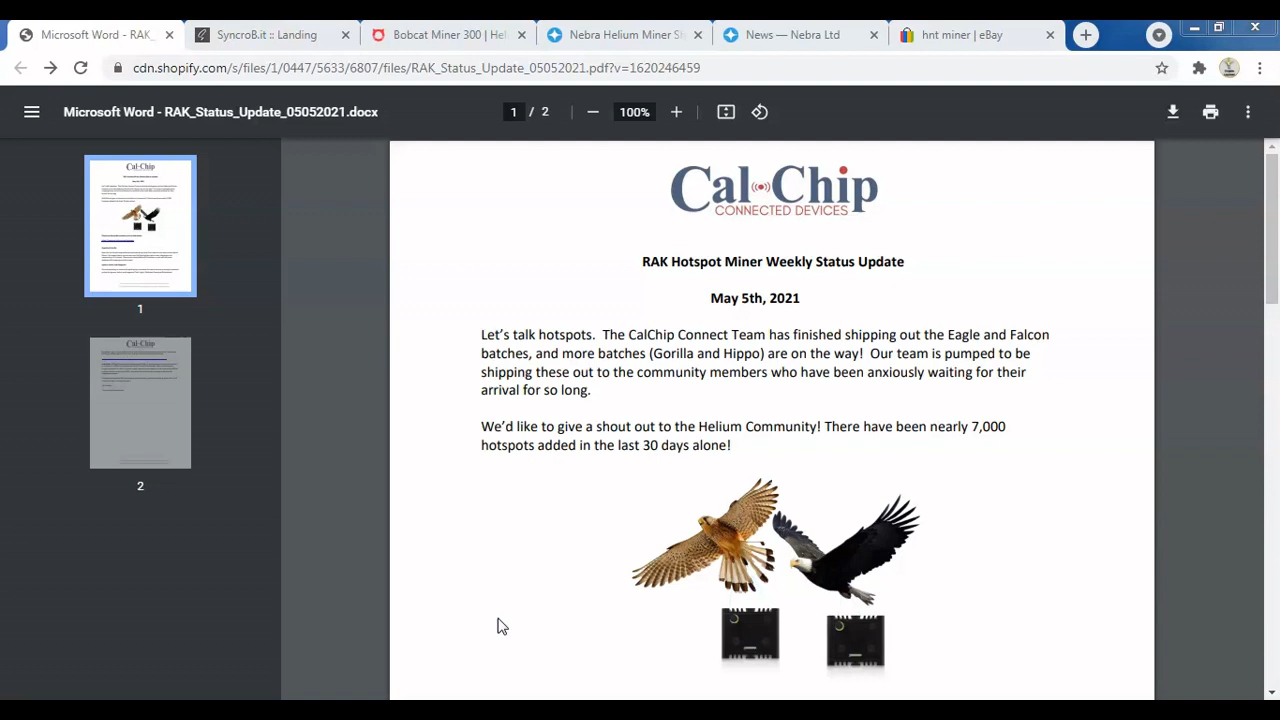 Microsoft Word - RAK_
SyncroB.it :: Landing
Bobcat Miner 300 | Hel
Nebra Helium Miner Sh
News — Nebra Ltd
hnt miner | eBay
cdn.shopify.com/s/files/1/0447/5633/6807/files/RAK_Status_Update_05052021.pdf?v=1620246459
Microsoft Word - RAK_Status_Update_05052021.docx
1 / 2
100%
Cal Chip
CONNECTED DEVICES
RAK Hotspot Miner Weekly Status Update
May 5th, 2021
Let's talk hotspots. The CalChip Connect Team has finished shipping out the Eagle and Falcon
batches, and more batches (Gorilla and Hippo) are on the way! Our team is pumped to be
shipping these out to the community members who have been anxiously waiting for their
arrival for so long.
We'd like to give a shout out to the Helium Community! There have been nearly 7,000
hotspots added in the last 30 days alone!
Cal Chip
1
Cal Chip
2